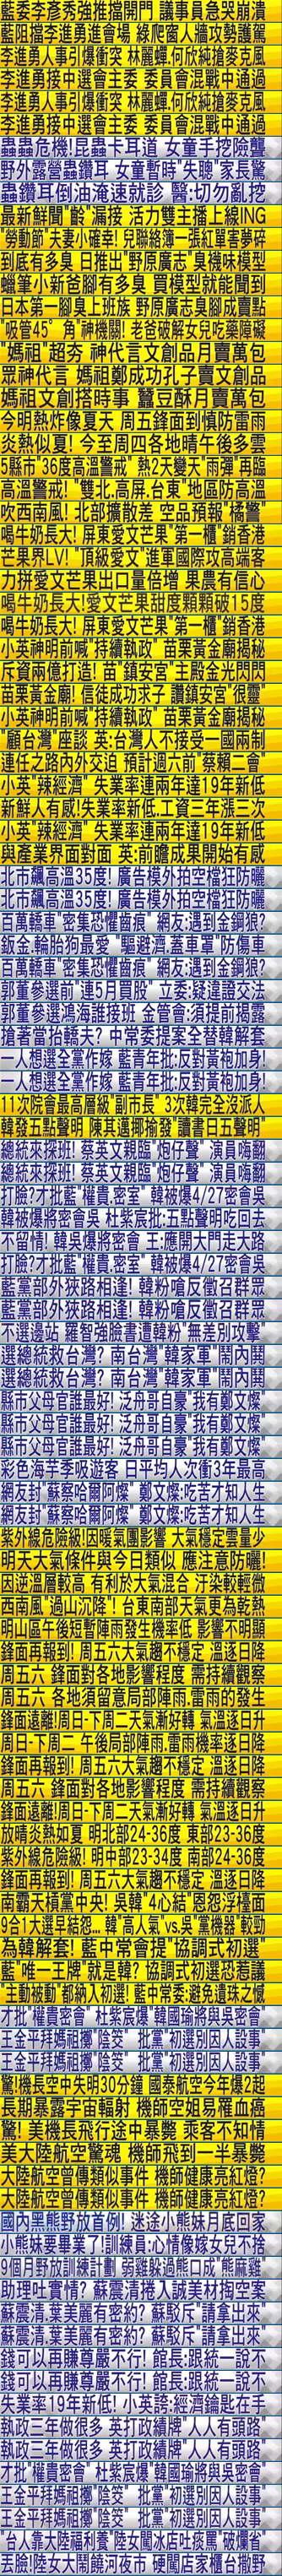 藍委李彥秀強推擋閘門 議事員急哭崩潰
藍阻擋李進勇進會場 綠爬窗人牆攻勢護駕
李進勇人事引爆衝突 林麗蟬.何欣純搶麥克風
李進勇接中選會主委 委員會混戰中通過
李進勇人事引爆衝突 林麗蟬.何欣純搶麥克風
李進勇接中選會主委 委員會混戰中通過
蟲蟲危機!昆蟲卡耳道 女童手挖險聾
野外露營蟲鑽耳 女童暫時"失聰"家長驚
蟲鑽耳倒油淹速就診 醫:切勿亂挖
最新鮮聞"齡"漏接 活力雙主播上線ING
"勞動節"夫妻小確幸! 兒聯絡簿一張紅單害夢碎
到底有多臭 日推出"野原廣志"臭襪味模型
蠟筆小新爸腳有多臭 買模型就能聞到
日本第一腳臭上班族 野原廣志臭腳成賣點
"吸管45°角"神機關! 老爸破解女兒吃藥障礙
"媽祖"超夯 神代言文創品月賣萬包
眾神代言 媽祖鄭成功孔子賣文創品
媽祖文創搭時事 蠶豆酥月賣萬包
今明熱炸像夏天 周五鋒面到慎防雷雨
炎熱似夏! 今至周四各地晴午後多雲
5縣市"36度高溫警戒" 熱2天變天"雨彈"再臨
高溫警戒! "雙北.高屏.台東"地區防高溫
吹西南風! 北部擴散差 空品預報"橘警"
喝牛奶長大! 屏東愛文芒果"第一櫃"銷香港
芒果界LV! "頂級愛文"進軍國際攻高端客
力拼愛文芒果出口量倍增 果農有信心
喝牛奶長大!愛文芒果甜度顆顆破15度
喝牛奶長大! 屏東愛文芒果"第一櫃"銷香港
小英神明前喊"持續執政" 苗栗黃金廟揭秘
斥資兩億打造! 苗"鎮安宮"主殿金光閃閃
苗栗黃金廟! 信徒成功求子 讚鎮安宮"很靈"
小英神明前喊"持續執政" 苗栗黃金廟揭秘
"顧台灣"座談 英:台灣人不接受一國兩制
連任之路內外交迫 預計週六前"蔡賴二會"
小英"辣經濟" 失業率連兩年達19年新低
新鮮人有感!失業率新低.工資三年漲三次
小英"辣經濟" 失業率連兩年達19年新低
與產業界面對面 英:前瞻成果開始有感
北市飆高溫35度! 廣告模外拍空檔狂防曬
北市飆高溫35度! 廣告模外拍空檔狂防曬
百萬轎車"密集恐懼齒痕" 網友:遇到金鋼狼?
鈑金.輪胎狗最愛 "驅避濟.蓋車罩"防傷車
百萬轎車"密集恐懼齒痕" 網友:遇到金鋼狼?
郭董參選前"連5月買股" 立委:疑違證交法
郭董參選鴻海誰接班 金管會:須提前揭露
搶著當抬轎夫? 中常委提案全替韓解套
一人想選全黨作嫁 藍青年批:反對黃袍加身!
一人想選全黨作嫁 藍青年批:反對黃袍加身!
11次院會最高層級"副市長" 3次韓完全沒派人
韓發五點聲明 陳其邁揶揄發"讀書日五聲明"
總統來探班! 蔡英文親臨"炮仔聲" 演員嗨翻
總統來探班! 蔡英文親臨"炮仔聲" 演員嗨翻
打臉?才批藍"權貴.密室" 韓被爆4/27密會吳
韓被爆將密會吳 杜紫宸批:五點聲明吃回去
不留情! 韓吳爆將密會 王:應開大門走大路
打臉?才批藍"權貴.密室" 韓被爆4/27密會吳
藍黨部外狹路相逢! 韓粉嗆反徵召群眾
藍黨部外狹路相逢! 韓粉嗆反徵召群眾
不選邊站 羅智強臉書遭韓粉"無差別攻擊"
選總統救台灣? 南台灣"韓家軍"鬧內鬨
選總統救台灣? 南台灣"韓家軍"鬧內鬨
縣市父母官誰最好! 泛舟哥自豪"我有鄭文燦"
縣市父母官誰最好! 泛舟哥自豪"我有鄭文燦"
縣市父母官誰最好! 泛舟哥自豪"我有鄭文燦"
彩色海芋季吸遊客 日平均人次衝3年最高
網友封"蘇察哈爾阿燦" 鄭文燦:吃苦才知人生
網友封"蘇察哈爾阿燦" 鄭文燦:吃苦才知人生
紫外線危險級!因暖氣團影響 大氣穩定雲量少
明天大氣條件與今日類似 應注意防曬!
因逆溫層較高 有利於大氣混合 汙染較輕微
西南風"過山沉降"! 台東南部天氣更為乾熱
明山區午後短暫陣雨發生機率低 影響不明顯
鋒面再報到! 周五六大氣趨不穩定 溫逐日降
周五六 鋒面對各地影響程度 需持續觀察
周五六 各地須留意局部陣雨.雷雨的發生
鋒面遠離!周日-下周二天氣漸好轉 氣溫逐日升
周日-下周二 午後局部陣雨.雷雨機率逐日降
鋒面再報到! 周五六大氣趨不穩定 溫逐日降
周五六 鋒面對各地影響程度 需持續觀察
鋒面遠離!周日-下周二天氣漸好轉 氣溫逐日升
放晴炎熱如夏 明北部24-36度 東部23-36度
紫外線危險級! 明中部23-34度 南部24-36度
鋒面再報到! 周五六大氣趨不穩定 溫逐日降
南霸天槓黨中央! 吳韓"4心結"恩怨浮檯面
9合1大選早結怨... 韓"高人氣"vs.吳"黨機器"較勁
為韓解套! 藍中常會提"協調式初選"
藍"唯一王牌"就是韓? 協調式初選恐惹議
"主動被動"都納入初選! 藍中常委:避免遺珠之憾
才批"權貴密會" 杜紫宸爆"韓國瑜將與吳密會"
王金平拜媽祖擲"陰筊" 批黨"初選別因人設事"
王金平拜媽祖擲"陰筊" 批黨"初選別因人設事"
驚!機長空中失明30分鐘 國泰航空今年爆2起
長期暴露宇宙輻射 機師空姐易罹血癌
驚! 美機長飛行途中暴斃 乘客不知情
美大陸航空驚魂 機師飛到一半暴斃
大陸航空曾傳類似事件 機師健康亮紅燈?
大陸航空曾傳類似事件 機師健康亮紅燈?
國內黑熊野放首例! 迷途小熊妹月底回家
小熊妹要畢業了!訓練員:心情像嫁女兒不捨
9個月野放訓練計劃 弱雞躲過熊口成"熊麻雞"
助理吐實情? 蘇震清捲入誠美材掏空案
蘇震清.葉美麗有密約? 蘇駁斥"請拿出來"
蘇震清.葉美麗有密約? 蘇駁斥"請拿出來"
錢可以再賺尊嚴不行! 館長:跟統一說不
錢可以再賺尊嚴不行! 館長:跟統一說不
失業率19年新低! 小英誇:經濟鑰匙在手
執政三年做很多 英打政績牌"人人有頭路"
執政三年做很多 英打政績牌"人人有頭路"
才批"權貴密會" 杜紫宸爆"韓國瑜將與吳密會"
王金平拜媽祖擲"陰筊" 批黨"初選別因人設事"
王金平拜媽祖擲"陰筊" 批黨"初選別因人設事"
"台人靠大陸福利養"陸女闖冰店吐痰罵"破爛省"
丟臉!陸女大鬧饒河夜市 硬闖店家櫃台撒野